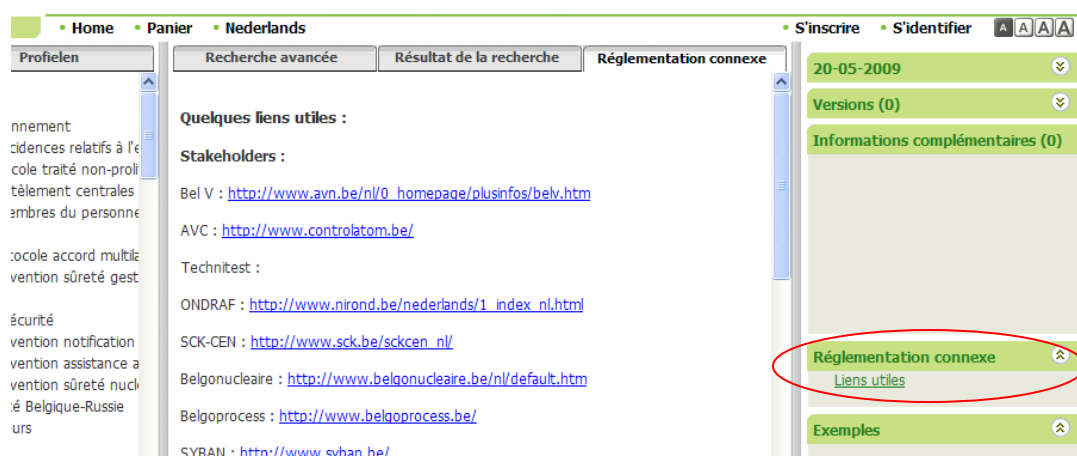 Home Panier Nederlands S'inscrire S'identifier A A A A
Profielen
nnement
cidences relatifs à l'e
cole traité non-proli
tèlement centrales
embres du personne
ocole accord multila
vention sûreté gest
écurité
vention notification
vention assistance a
vention sûreté nucl
té Belgique-Russie
urs
Recherche avancée Résultat de la recherche Réglementation connexe
Quelques liens utiles :
Stakeholders :
Bel V : http://www.avn.be/nl/0_homepage/plusinfos/belv.htm
AVC : http://www.controlatom.be/
Technitest :
ONDRAF : http://www.nirond.be/nederlands/1_index_nl.html
SCK-CEN : http://www.sck.be/sckcen_nl/
Belgonucleaire : http://www.belgonucleaire.be/nl/default.htm
Belgoprocess : http://www.belgoprocess.be/
SYBAN : http://www.syban.be/
20-05-2009
Versions (0)
Informations complémentaires (0)
Réglementation connexe
Liens utiles
Exemples